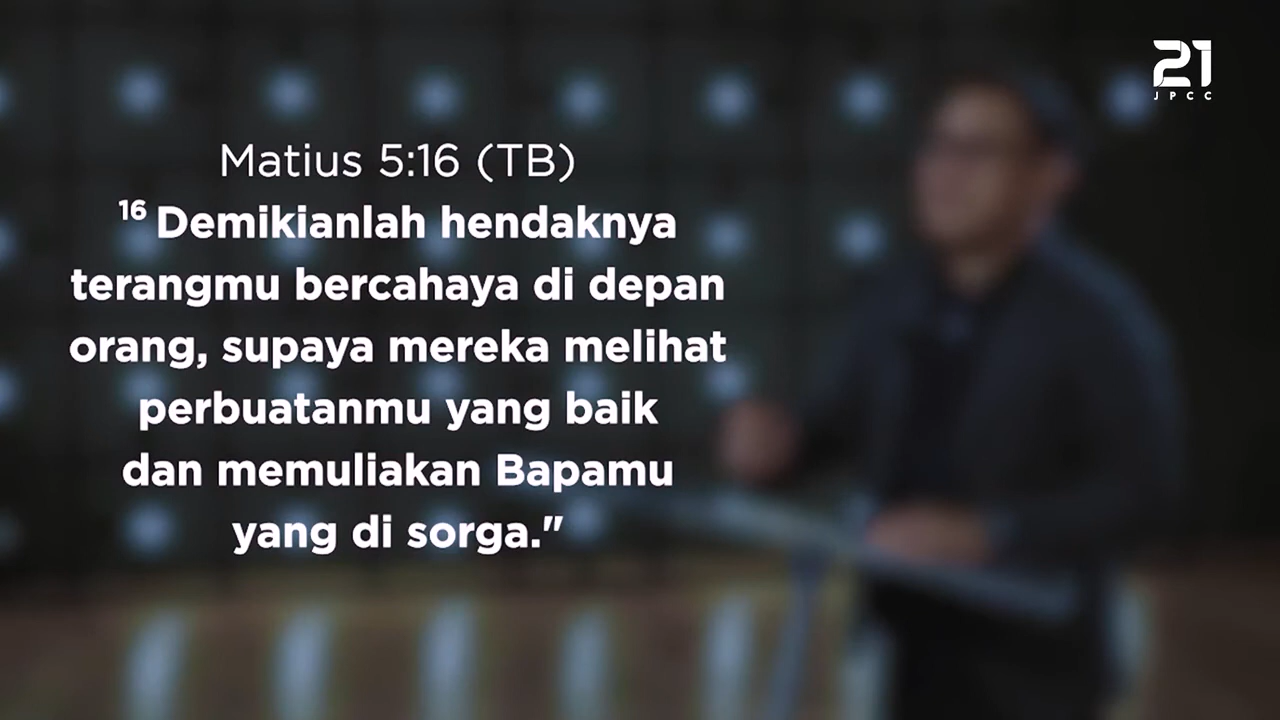 21
JPCC
Matius 5:16 (TB)
16 Demikianlah hendaknya
terangmu bercahaya di depan
orang, supaya mereka melihat
perbuatanmu yang baik
dan memuliakan Bapamu
yang di sorga."